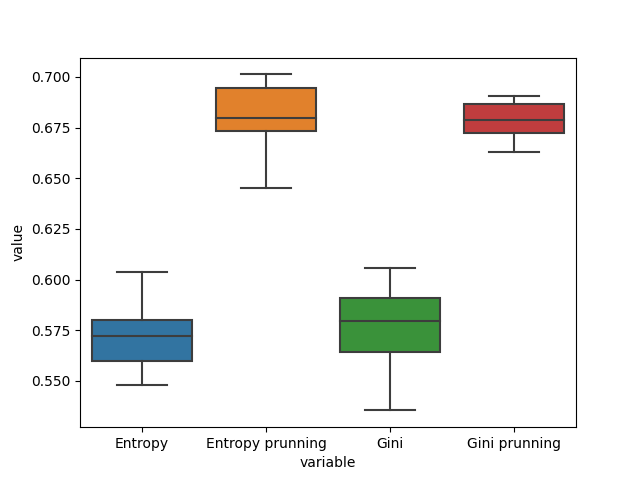 0.700
0.675
0.650
0.625
0.600
0.575
0.550
value
Entropy
Entropy prunning
Gini
Gini prunning
variable